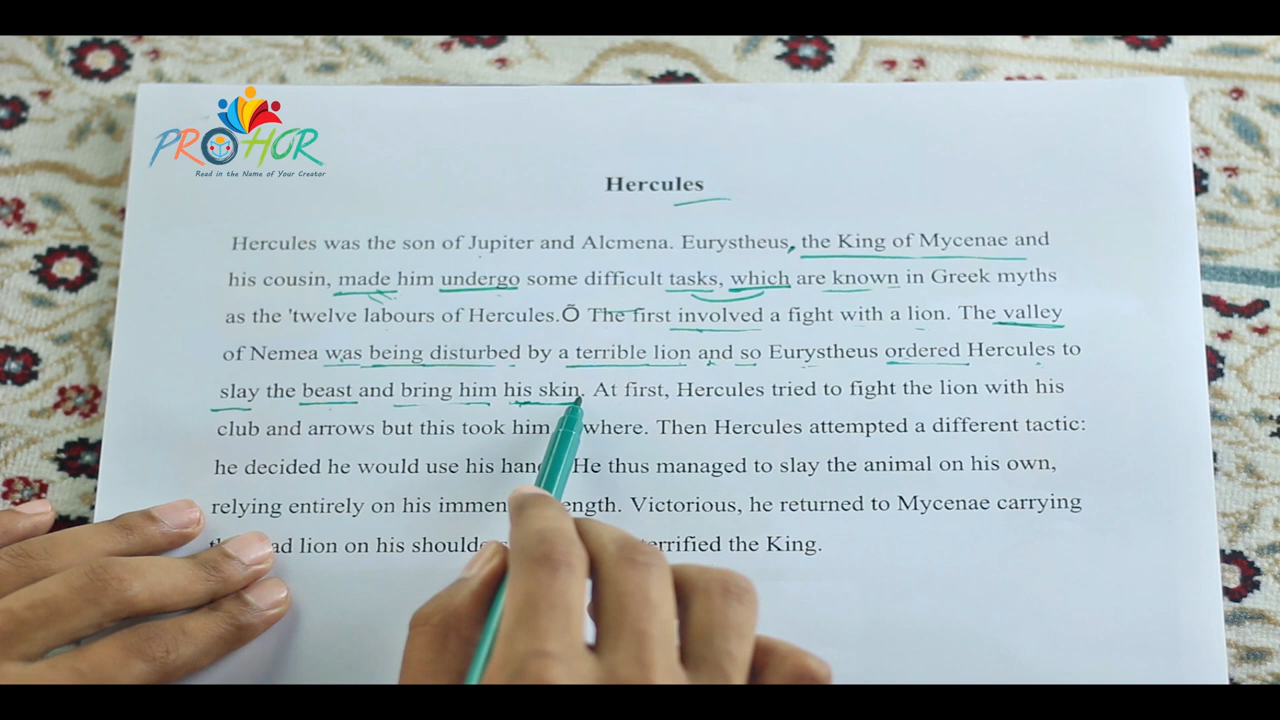 PROHOR
Read in the Name of Your Creator
Hercules
Hercules was the son of Jupiter and Alcmena. Eurystheus, the King of Mycenae and
his cousin, made him undergo some difficult tasks, which are known in Greek myths
as the 'twelve labours of Hercules.Õ The first involved a fight with a lion. The valley
of Nemea was being disturbed by a terrible lion and so Eurystheus ordered Hercules to
slay the beast and bring him his skin. At first, Hercules tried to fight the lion with his
club and arrows but this took him where. Then Hercules attempted a different tactic:
he decided he would use his He thus managed to slay the animal on his own,
relying entirely on his Victorious, he returned to Mycenae carrying
lion on his the King.